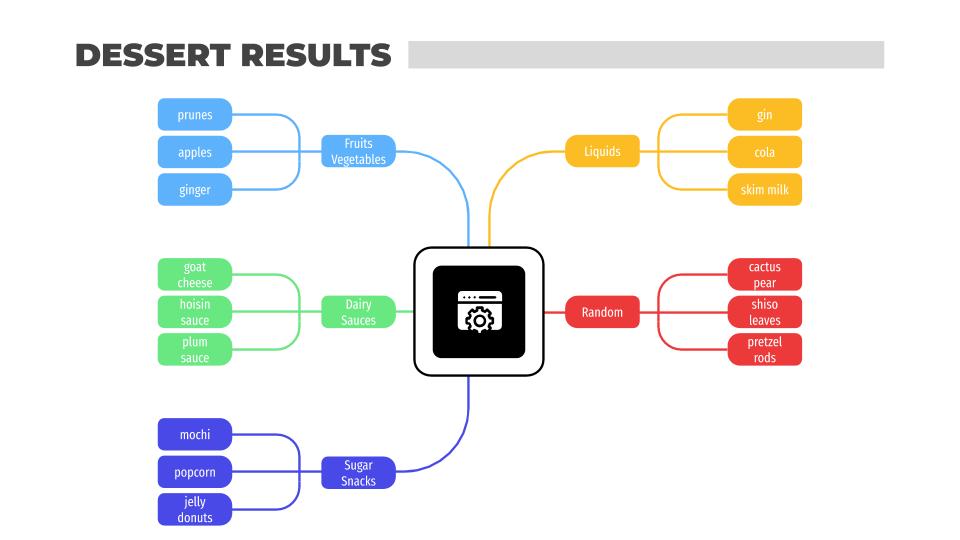 DESSERT RESULTS
prunes
apples
ginger
Fruits
Vegetables
Liquids
gin
cola
skim milk
goat
cheese
hoisin
sauce
plum
sauce
Dairy
Sauces
Random
cactus
pear
shiso
leaves
pretzel
rods
mochi
popcorn
jelly
donuts
Sugar
Snacks